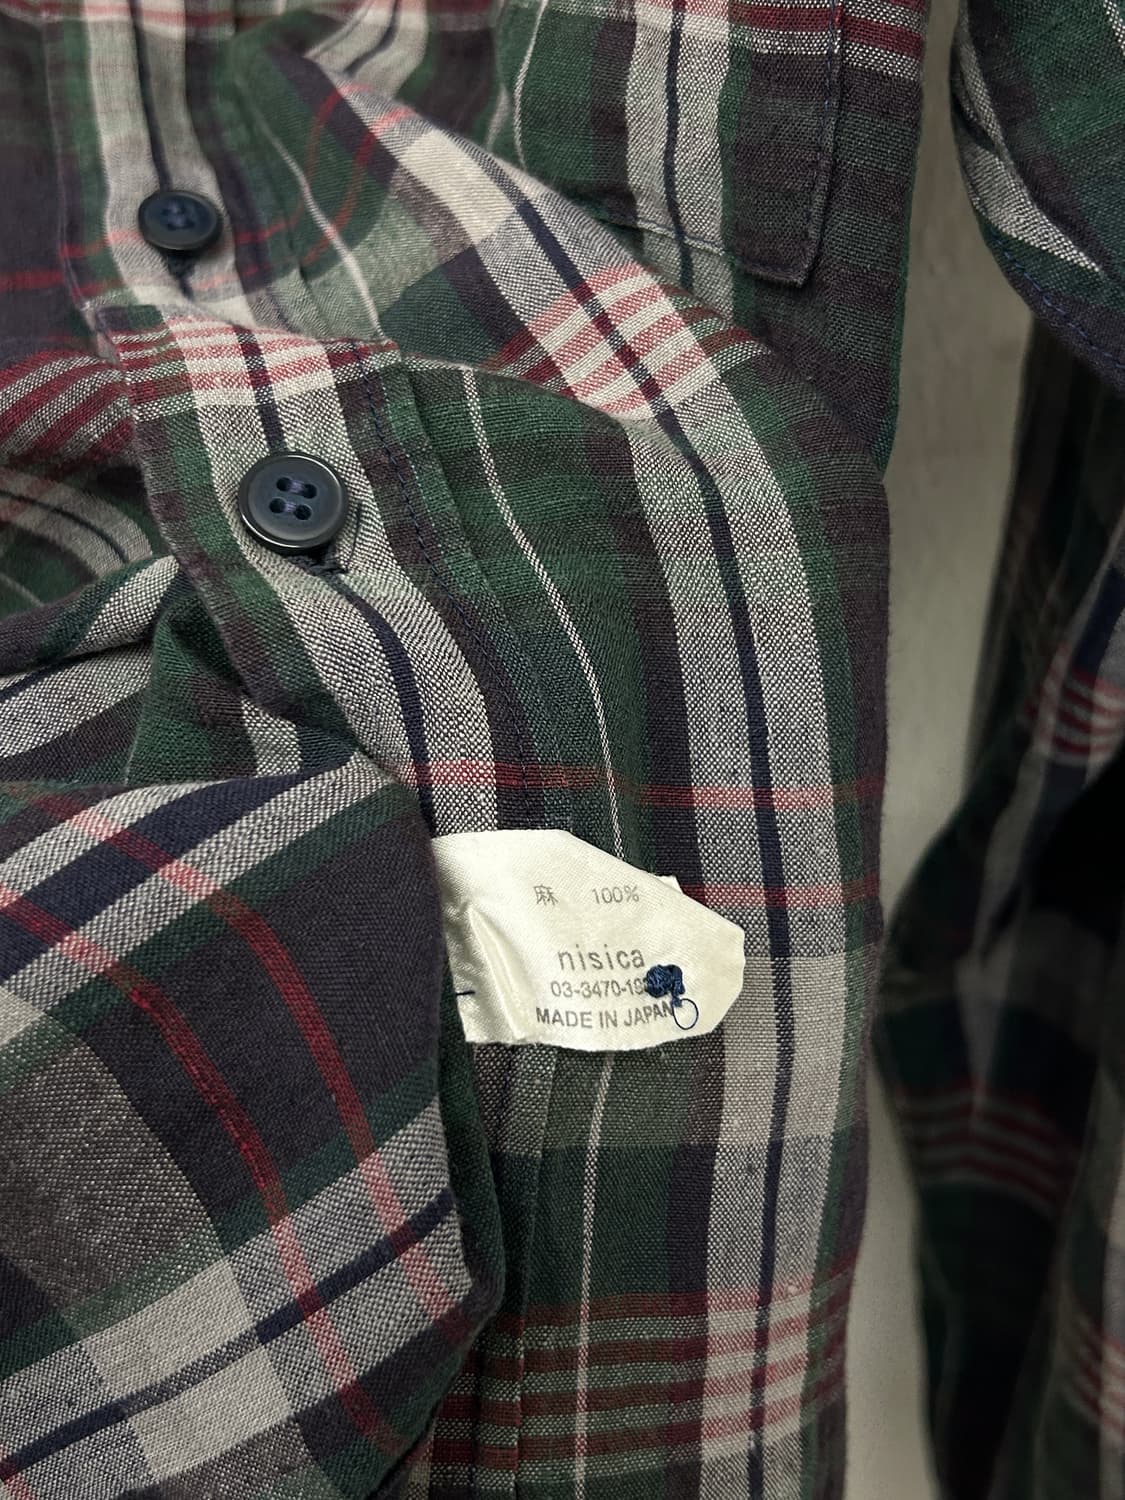 麻 100%
nisica
MADE IN JAPAN